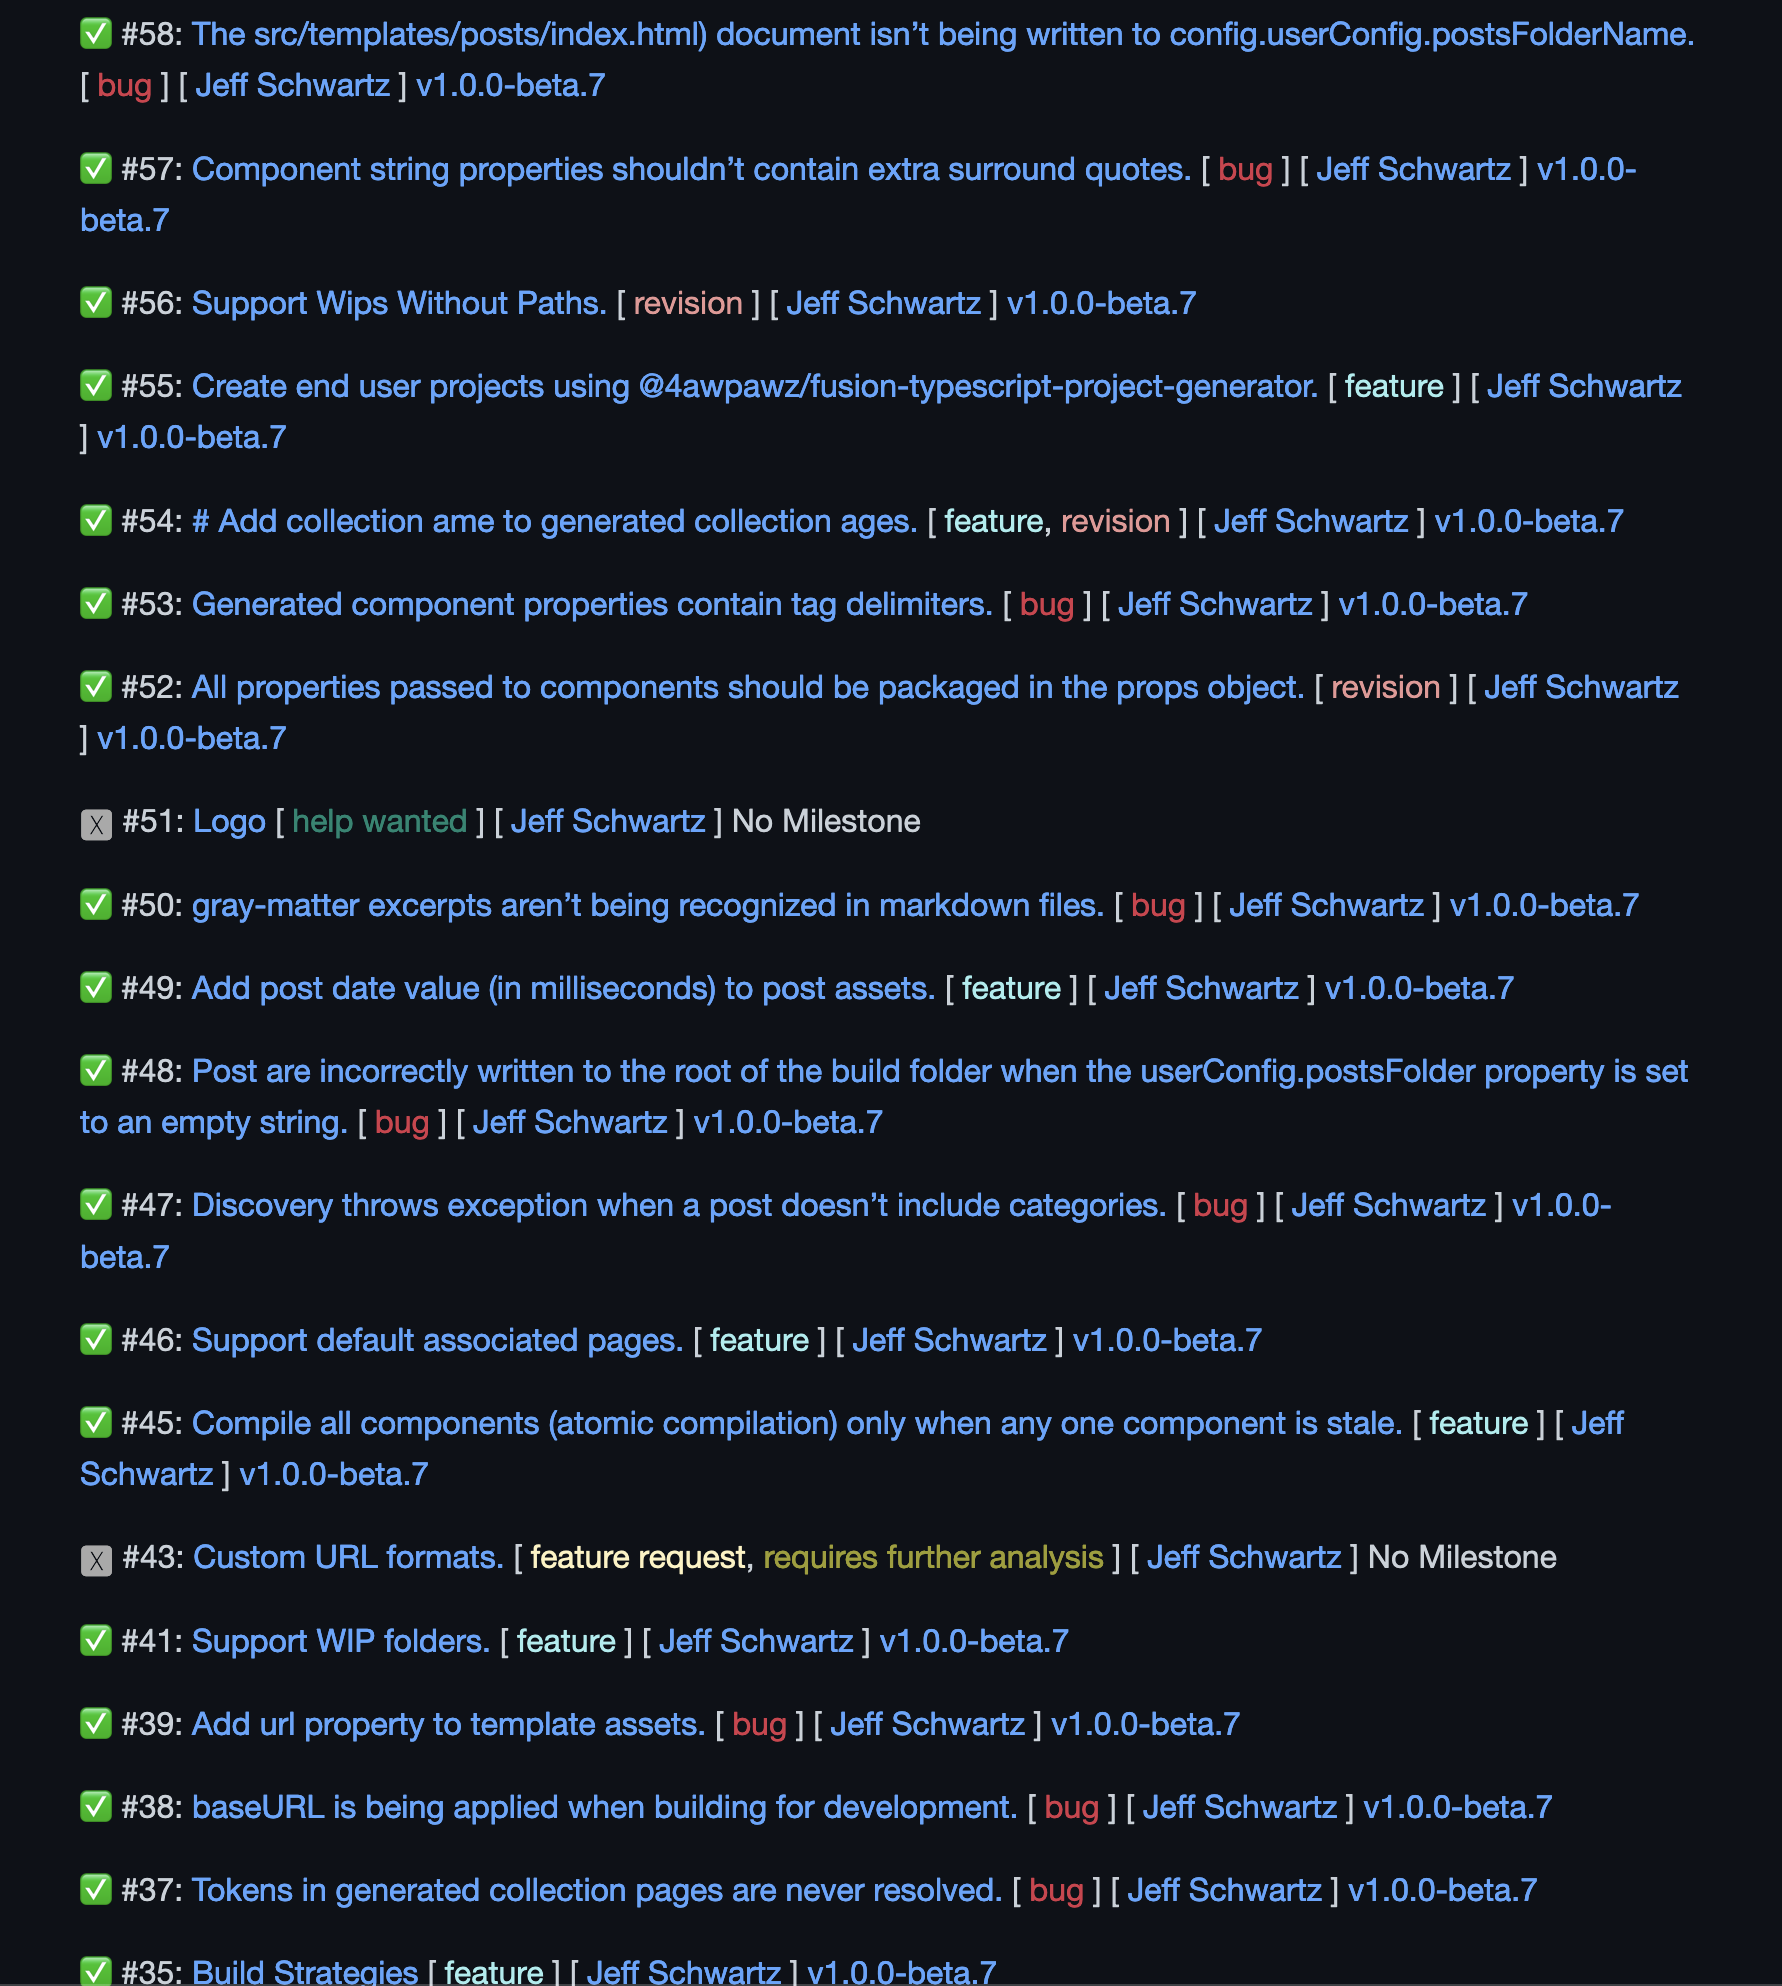 ✅ #58: The src/templates/posts/index.html) document isn’t being written to config.userConfig.postsFolderName.
[ bug ] [ Jeff Schwartz ] v1.0.0-beta.7
✅ #57: Component string properties shouldn’t contain extra surround quotes. [ bug ] [ Jeff Schwartz ] v1.0.0-
beta.7
✅ #56: Support Wips Without Paths. [ revision ] [ Jeff Schwartz ] v1.0.0-beta.7
✅ #55: Create end user projects using @4awpawz/fusion-typescript-project-generator. [ feature ] [ Jeff Schwartz
] v1.0.0-beta.7
✅ #54: # Add collection ame to generated collection ages. [ feature, revision ] [ Jeff Schwartz ] v1.0.0-beta.7
✅ #53: Generated component properties contain tag delimiters. [ bug ] [ Jeff Schwartz ] v1.0.0-beta.7
✅ #52: All properties passed to components should be packaged in the props object. [ revision ] [ Jeff Schwartz
] v1.0.0-beta.7
☓ #51: Logo [ help wanted ] [ Jeff Schwartz ] No Milestone
✅ #50: gray-matter excerpts aren’t being recognized in markdown files. [ bug ] [ Jeff Schwartz ] v1.0.0-beta.7
✅ #49: Add post date value (in milliseconds) to post assets. [ feature ] [ Jeff Schwartz ] v1.0.0-beta.7
✅ #48: Post are incorrectly written to the root of the build folder when the userConfig.postsFolder property is set
to an empty string. [ bug ] [ Jeff Schwartz ] v1.0.0-beta.7
✅ #47: Discovery throws exception when a post doesn’t include categories. [ bug ] [ Jeff Schwartz ] v1.0.0-
beta.7
✅ #46: Support default associated pages. [ feature ] [ Jeff Schwartz ] v1.0.0-beta.7
✅ #45: Compile all components (atomic compilation) only when any one component is stale. [ feature ] [ Jeff
Schwartz ] v1.0.0-beta.7
☓ #43: Custom URL formats. [ feature request, requires further analysis ] [ Jeff Schwartz ] No Milestone
✅ #41: Support WIP folders. [ feature ] [ Jeff Schwartz ] v1.0.0-beta.7
✅ #39: Add url property to template assets. [ bug ] [ Jeff Schwartz ] v1.0.0-beta.7
✅ #38: baseURL is being applied when building for development. [ bug ] [ Jeff Schwartz ] v1.0.0-beta.7
✅ #37: Tokens in generated collection pages are never resolved. [ bug ] [ Jeff Schwartz ] v1.0.0-beta.7
✅ #35: Build Strategies [ feature ] [ Jeff Schwartz ] v1.0.0-beta.7